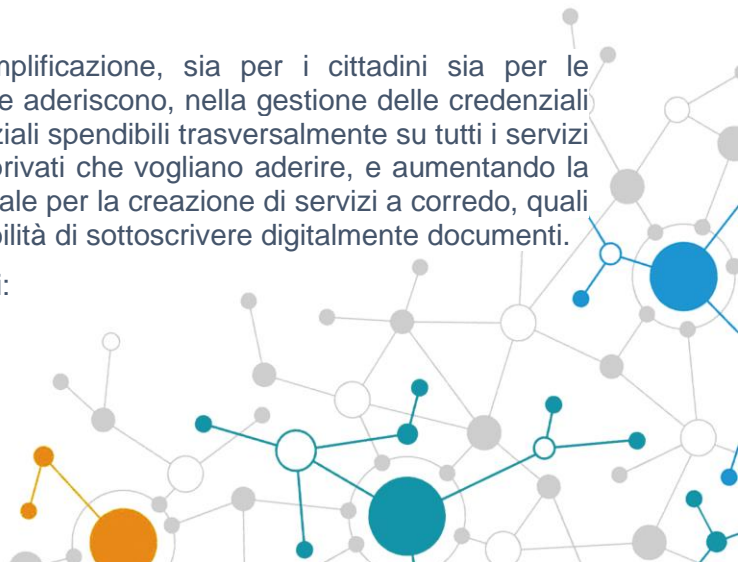 mplificazione, sia per i cittadini sia per le
e aderiscono, nella gestione delle credenziali
ziali spendibili trasversalmente su tutti i servizi
privati che vogliano aderire, e aumentando la
ale per la creazione di servizi a corredo, quali
bilità di sottoscrivere digitalmente documenti.
i: